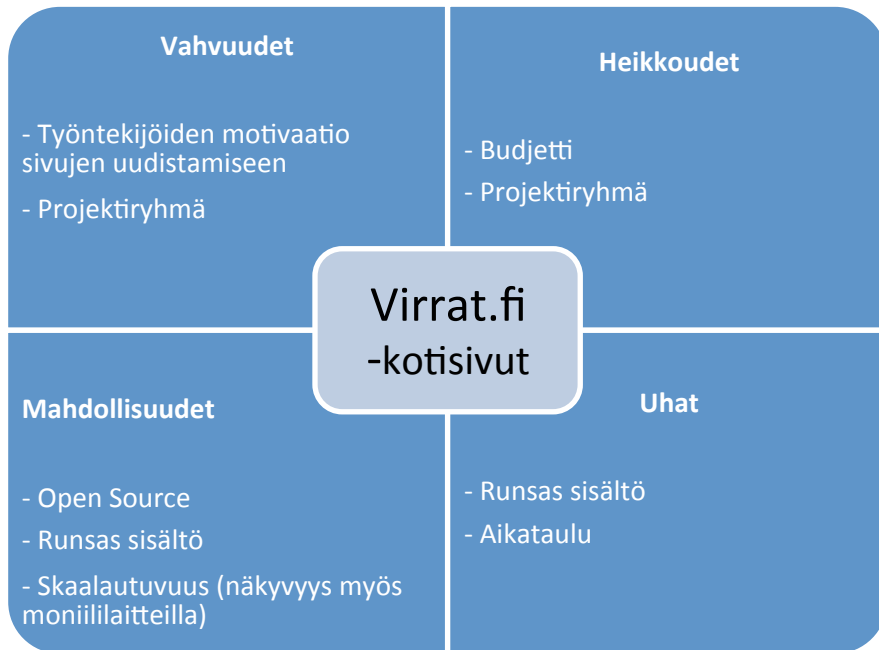 Vahvuudet
- Työntekijöiden motivaatio
sivujen uudistamiseen
- Projektiryhmä
Heikkoudet
- Budjetti
- Projektiryhmä
Virrat.fi
-kotisivut
Mahdollisuudet
- Open Source
- Runsas sisältö
- Skaalautuvuus (näkyvyys myös
moniililaitteilla)
Uhat
- Runsas sisältö
- Aikataulu